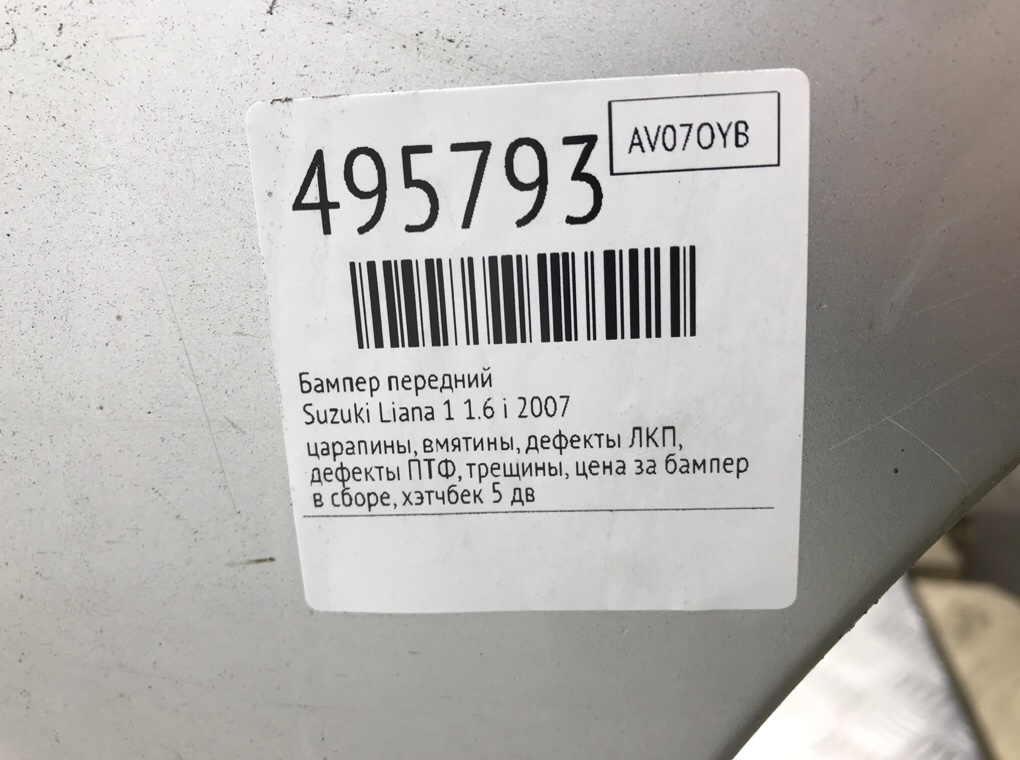 495793
AV07OYB
Бампер передний
Suzuki Liana 1 1.6 i 2007
царапины, вмятины, дефекты ЛКП,
дефекты ПТФ, трещины, цена за бампер
в сборе, хэтчбек 5 дв